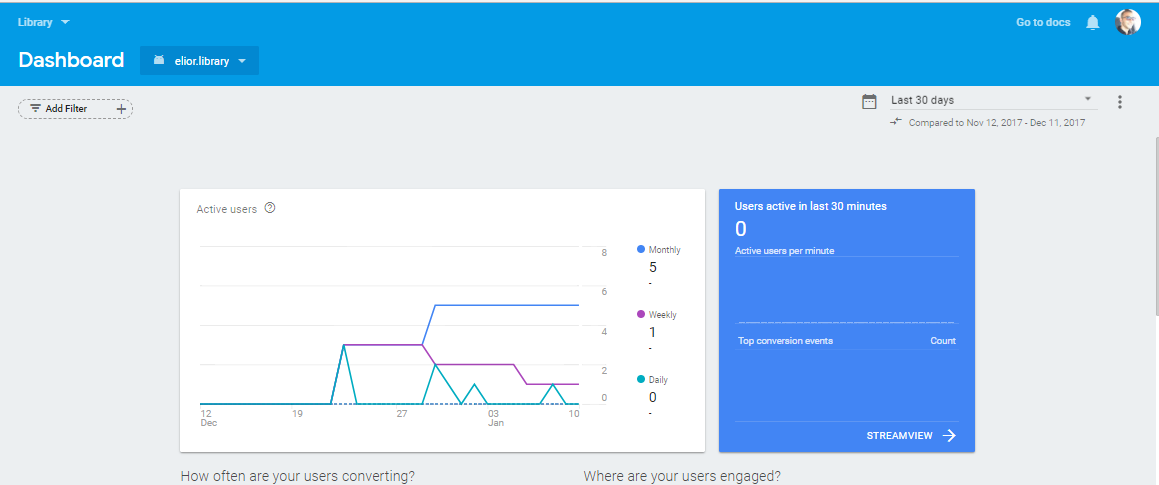 Library
Go to docs
Dashboard
elior.library
Add Filter
Last 30 days
Compared to Nov 12, 2017 - Dec 11, 2017
Active users
8
6
4
2
0
12
Dec
19
27
03
Jan
10
Monthly
5
-
Weekly
1
-
Daily
0
-
Users active in last 30 minutes
0
Active users per minute
Top conversion events Count
STREAMVIEW
How often are your users converting?
Where are your users engaged?